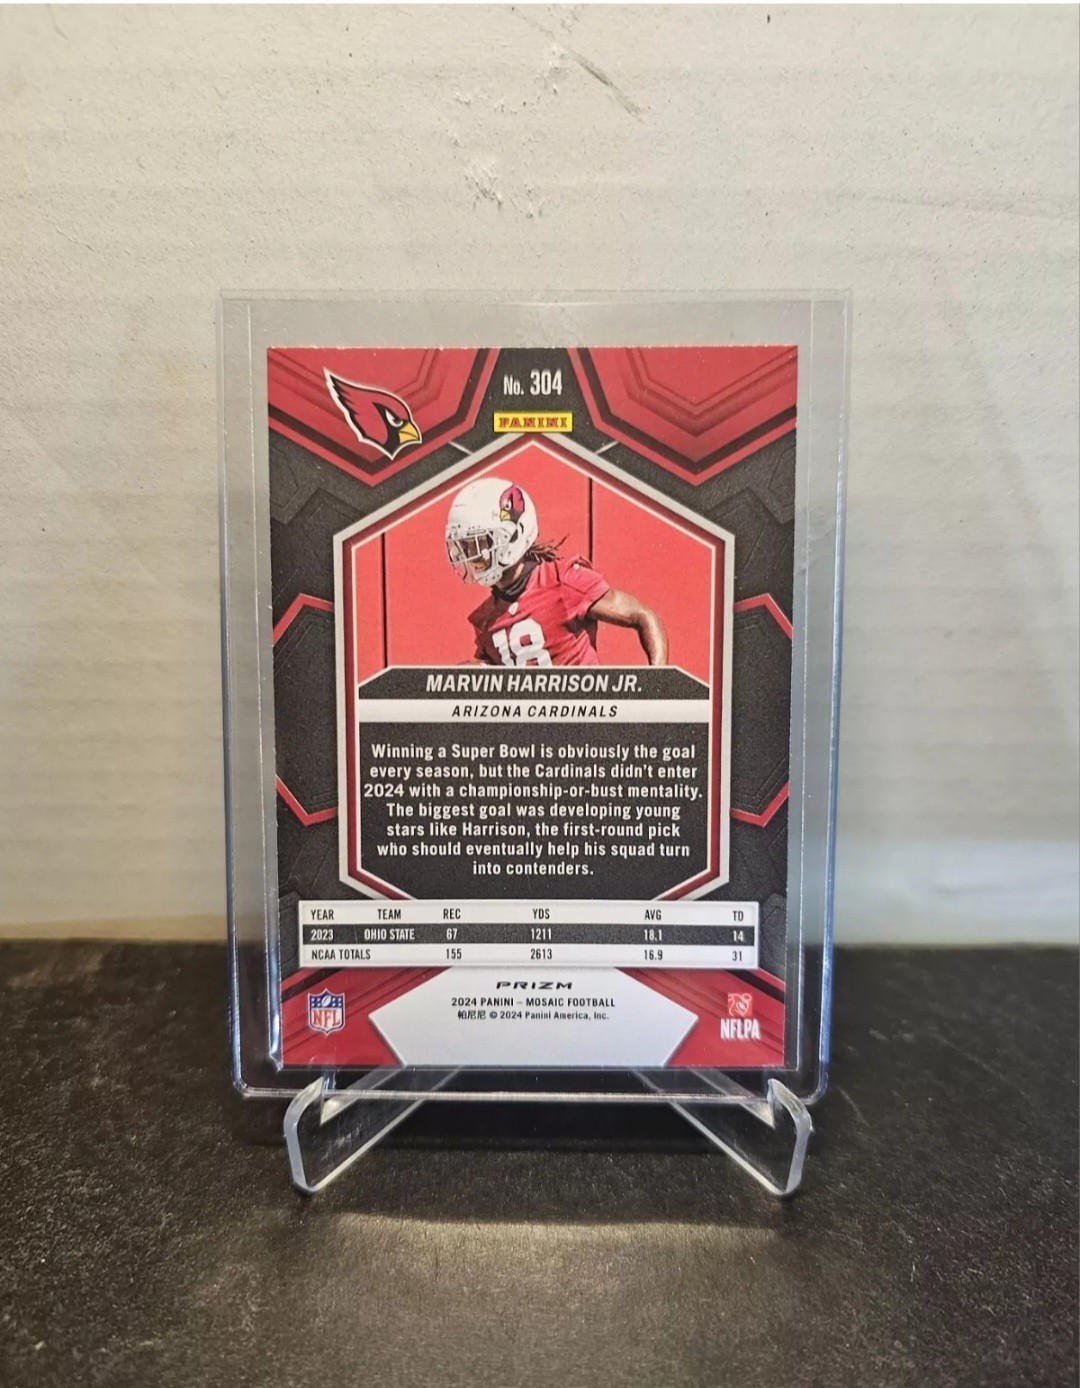 No. 304
PANINI
18
MARVIN HARRISON JR.
ARIZONA CARDINALS
Winning a Super Bowl is obviously the goal
every season, but the Cardinals didn't enter
2024 with a championship-or-bust mentality.
The biggest goal was developing young
stars like Harrison, the first-round pick
who should eventually help his squad turn
into contenders.
YEAR TEAM REC YDS AVG TD
2023 OHIO STATE 67 1211 18.1 14
NCAA TOTALS 155 2613 16.9 31
PRIZM
2024 PANINI – MOSAIC FOOTBALL
帕尼尼 © 2024 Panini America, Inc.
NFL
NFLPA